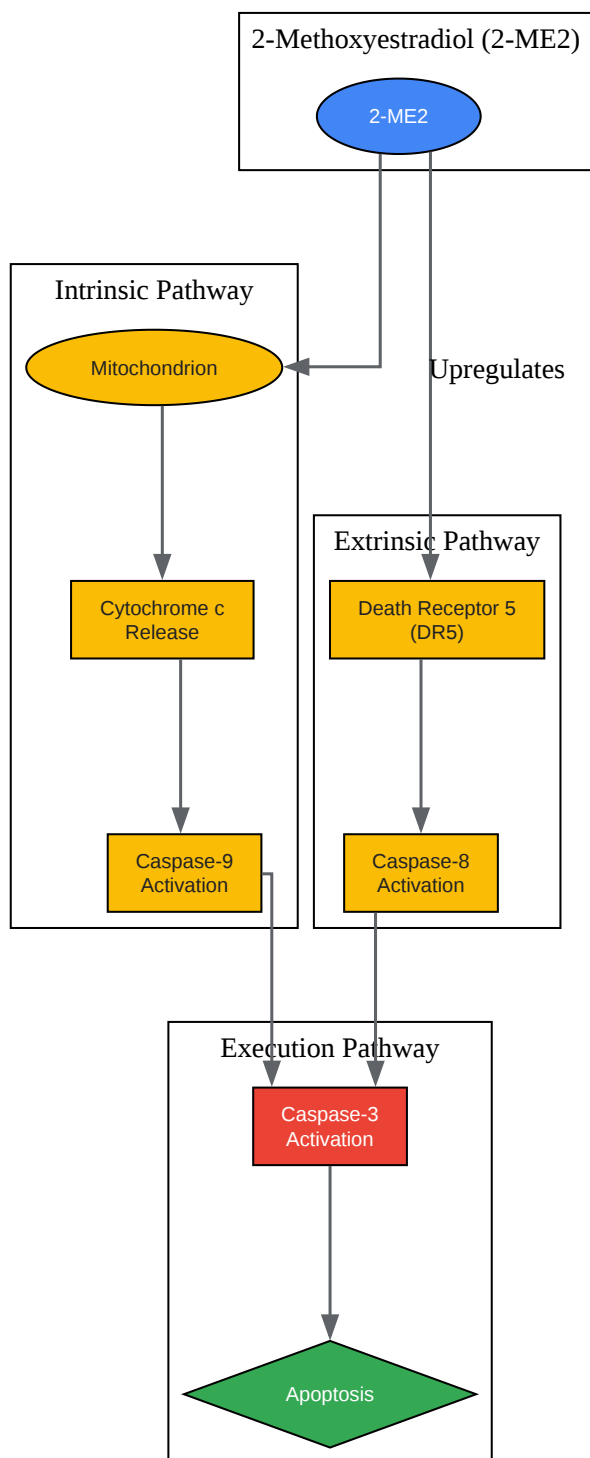 2-Methoxyestradiol (2-ME2)
2-ME2
Intrinsic Pathway
Mitochondrion
Upregulates
Extrinsic Pathway
Cytochrome c
Release
Death Receptor 5
(DR5)
Caspase-9
Activation
Caspase-8
Activation
Execution Pathway
Caspase-3
Activation
Apoptosis